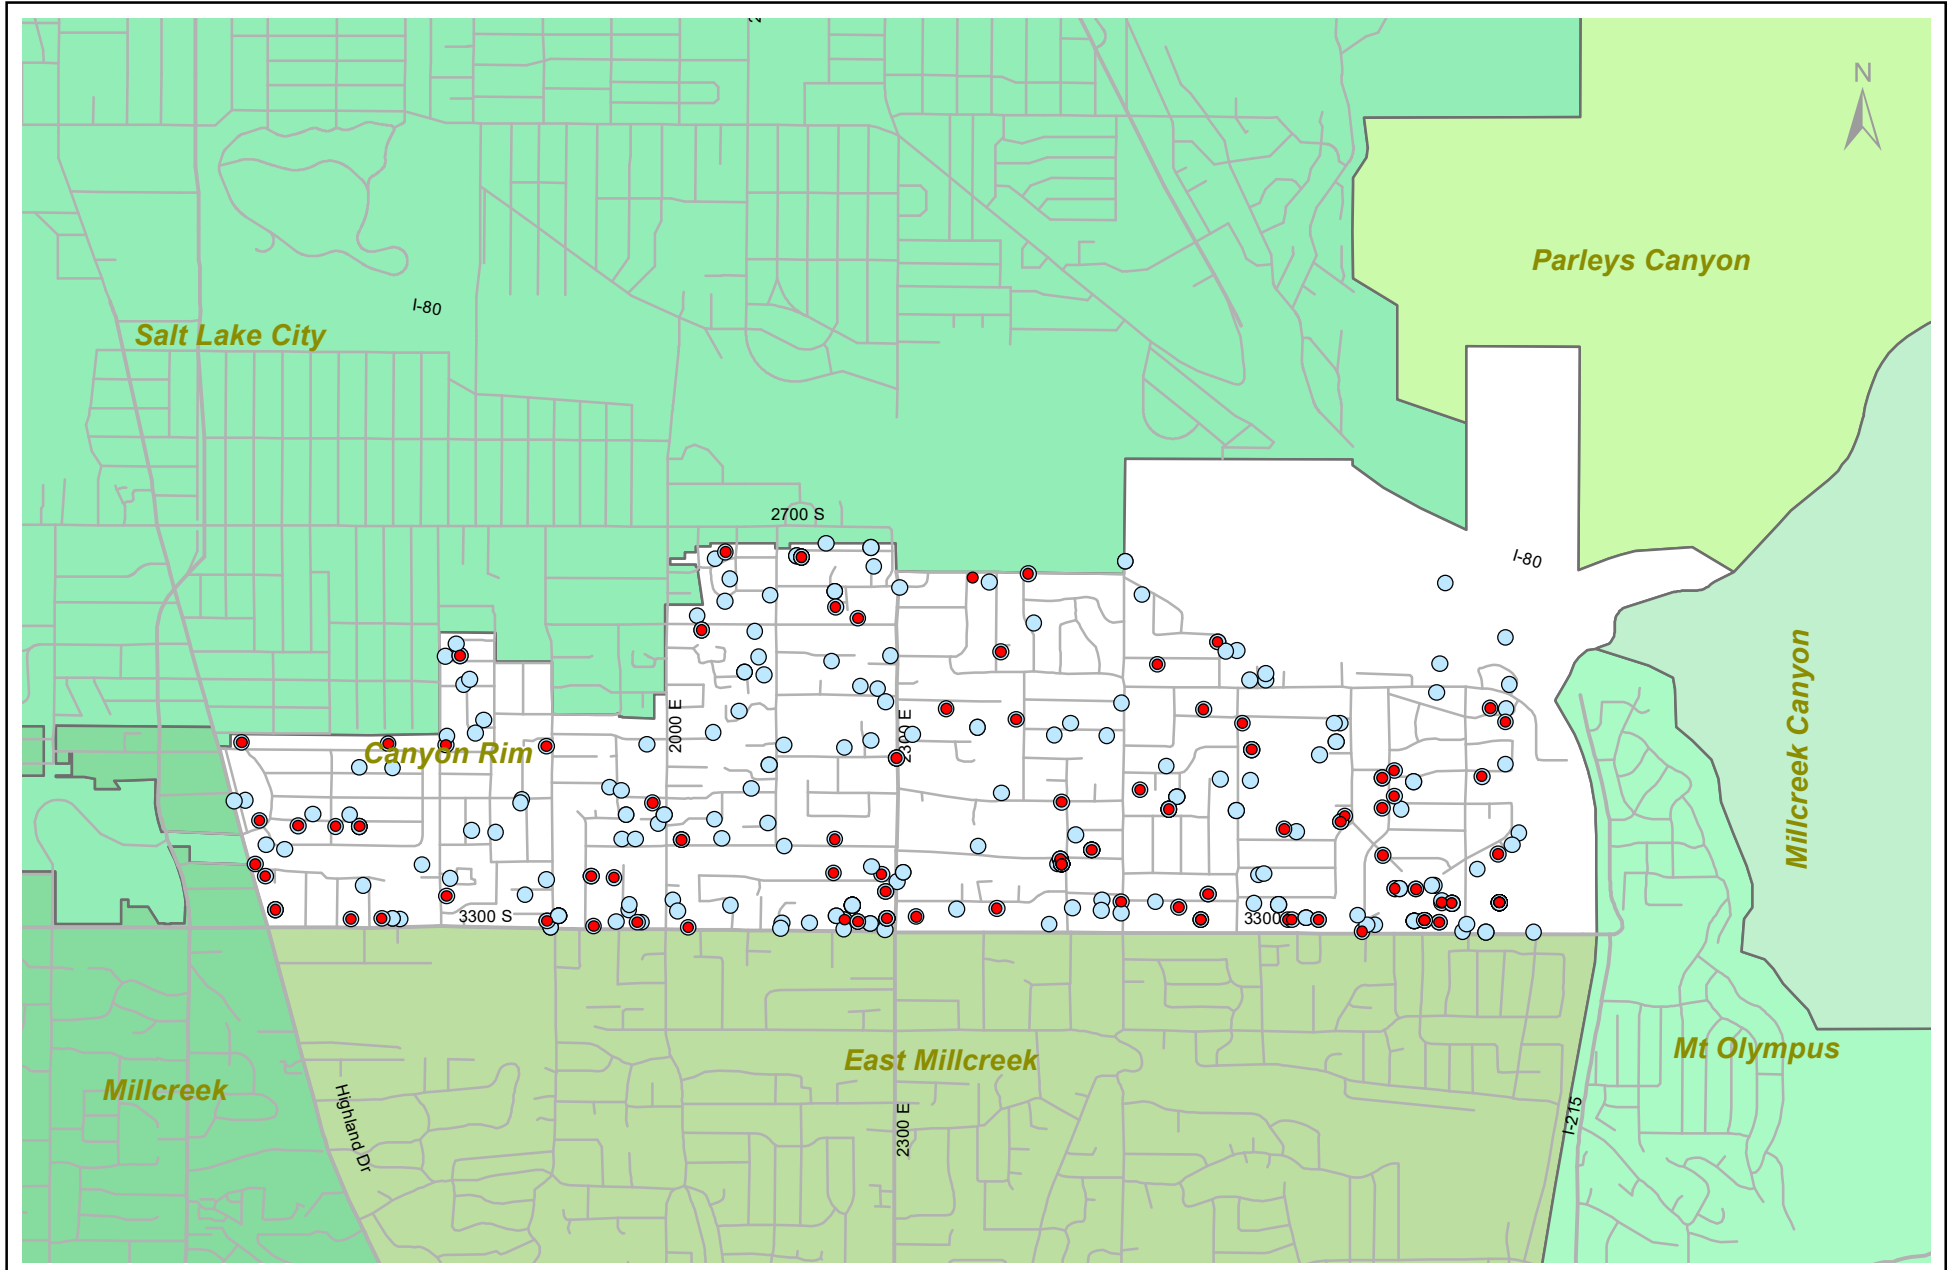 N
Parleys Canyon
I-80
Salt Lake City
2700 S
I-80
Millcreek Canyon
2000 E
2300 E
Canyon Rim
3300 S
3300
Mt Olympus
East Millcreek
Millcreek
Highland Dr
2300 E
I-215